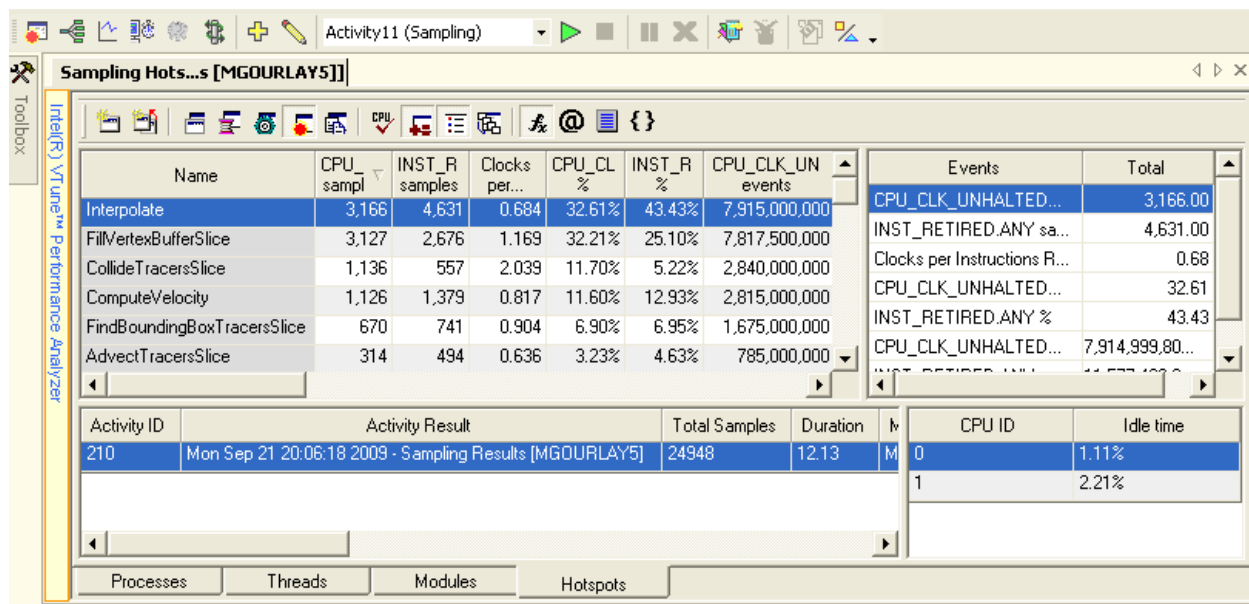 Activity11 (Sampling)
Sampling Hots...s [MGOURLAY5]]
Toolbox
Intel(R) VTune™ Performance Analyzer
CPU
Name CPU_ sampl INST_R samples Clocks per... CPU_CL % INST_R % CPU_CLK_UN events
Interpolate 3,166 4,631 0.684 32.61% 43.43% 7,915,000,000
FillVertexBufferSlice 3,127 2,676 1.169 32.21% 25.10% 7,817,500,000
CollideTracersSlice 1,136 557 2.039 11.70% 5.22% 2,840,000,000
ComputeVelocity 1,126 1,379 0.817 11.60% 12.93% 2,815,000,000
FindBoundingBoxTracersSlice 670 741 0.904 6.90% 6.95% 1,675,000,000
AdvectTracersSlice 314 494 0.636 3.23% 4.63% 785,000,000
Events Total
CPU_CLK_UNHALTED... 3,166.00
INST_RETIRED.ANY sa... 4,631.00
Clocks per Instructions R... 0.68
CPU_CLK_UNHALTED... 32.61
INST_RETIRED.ANY % 43.43
CPU_CLK_UNHALTED... 7,914,999,80...
Activity ID Activity Result Total Samples Duration
210 Mon Sep 21 20:06:18 2009 - Sampling Results [MGOURLAY5] 24948 12.13 M
CPU ID Idle time
0 1.11%
1 2.21%
Processes Threads Modules Hotspots